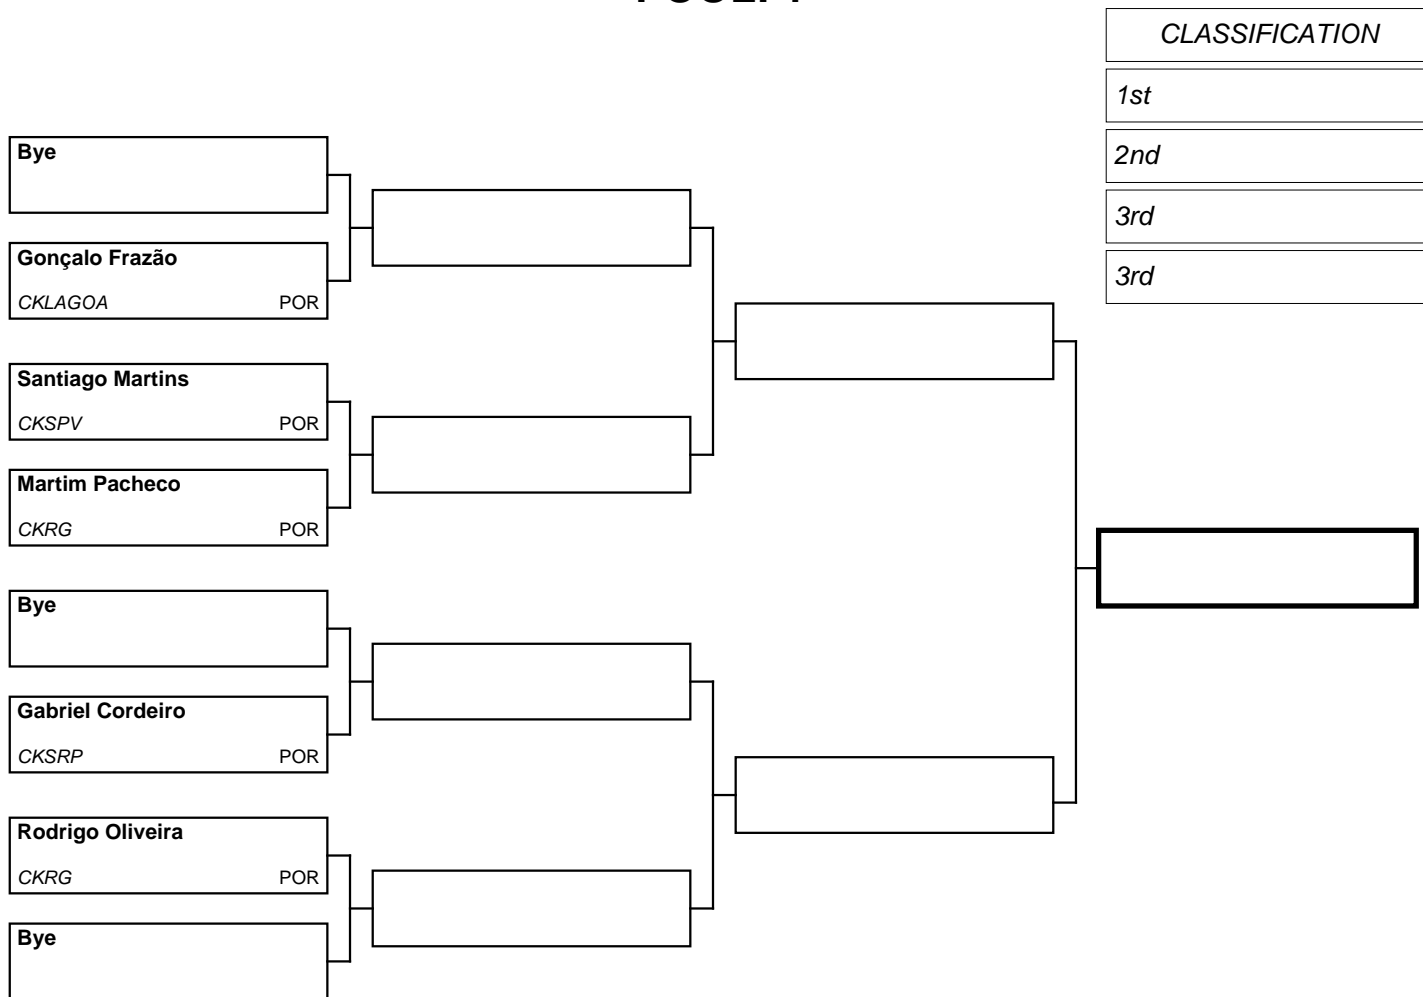 CLASSIFICATION
1st
2nd
3rd
3rd
Bye
Gonçalo Frazão
CKLAGOA POR
Santiago Martins
CKSPV POR
Martim Pacheco
CKRG POR
Bye
Gabriel Cordeiro
CKSRP POR
Rodrigo Oliveira
CKRG POR
Bye